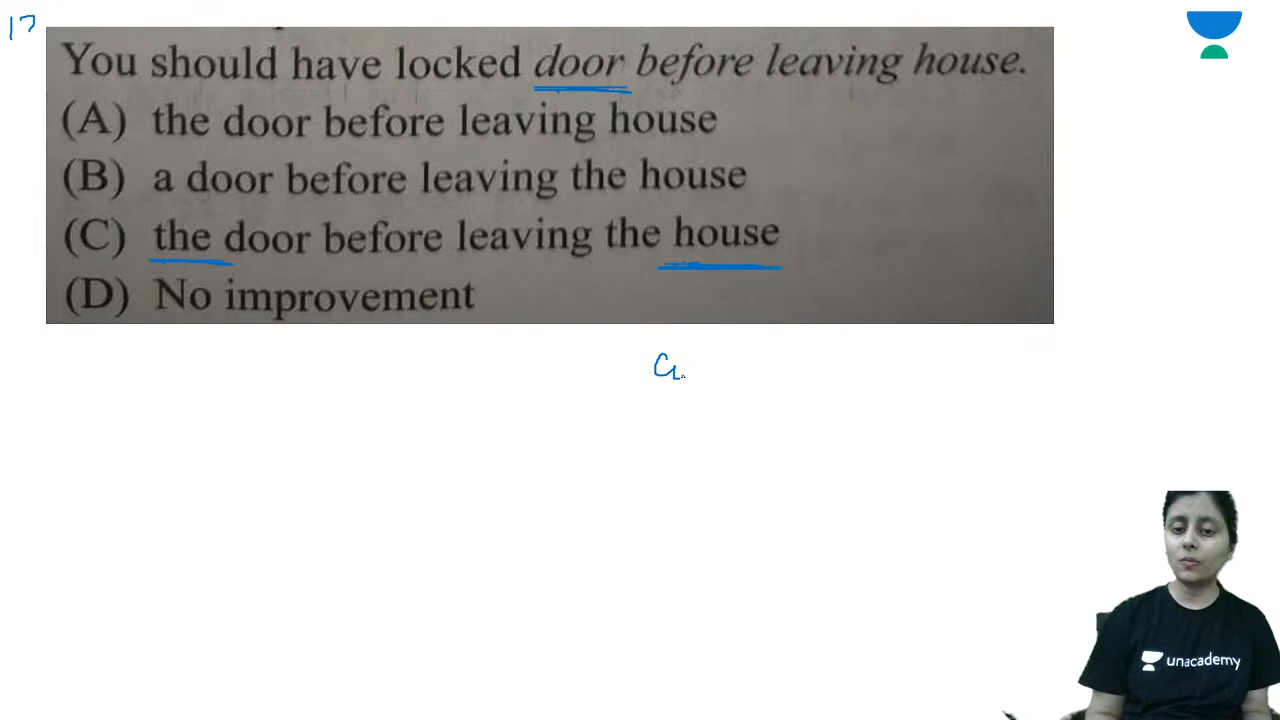 17
You should have locked door before leaving house.
(A) the door before leaving house
(B) a door before leaving the house
(C) the door before leaving the house
(D) No improvement
unacademy